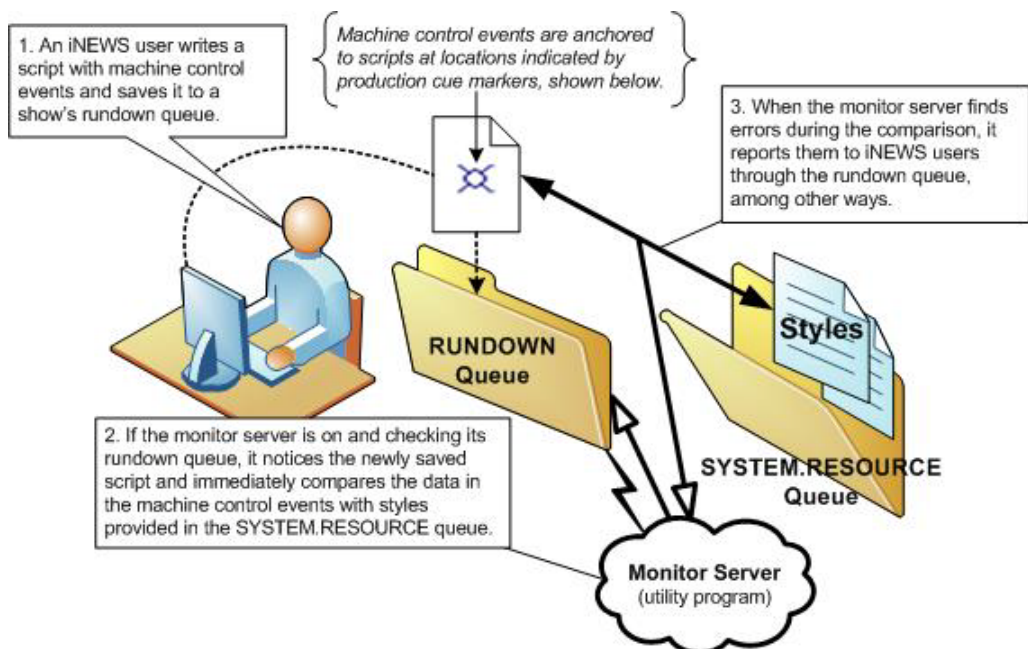 1. An iNEWS user writes a
script with machine control
events and saves it to a
show's rundown queue.
Machine control events are anchored
to scripts at locations indicated by
production cue markers, shown below.
3. When the monitor server finds
errors during the comparison, it
reports them to iNEWS users
through the rundown queue,
among other ways.
RUNDOWN
Queue
Styles
SYSTEM.RESOURCE
Queue
2. If the monitor server is on and checking its
rundown queue, it notices the newly saved
script and immediately compares the data in
the machine control events with styles
provided in the SYSTEM.RESOURCE queue.
Monitor Server
(utility program)